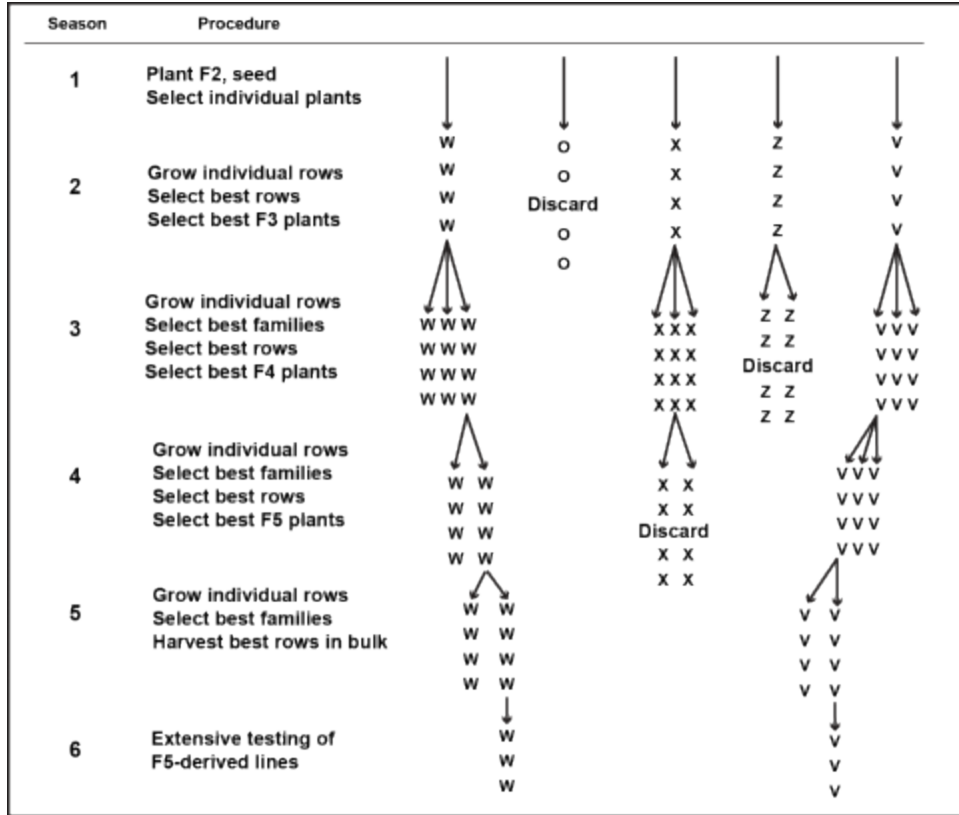 Season Procedure
1 Plant F2, seed
Select individual plants
W O X Z V
W O X Z V
2 Grow individual rows
Select best rows
Select best F3 plants
W Discard X Z V
W O X Z V
O
3 Grow individual rows
Select best families
Select best rows
Select best F4 plants
W W W X X X Z Z V V V
W W W X X X Z Z V V V
Discard
W W W X X X Z Z V V V
W W W X X X Z Z V V V
4 Grow individual rows
Select best families
Select best rows
Select best F5 plants
W W X X V V V
W W X X V V V
Discard
W W X X V V V
W W X X V V V
5 Grow individual rows
Select best families
Harvest best rows in bulk
W W V V
W W V V
W W V V
W W V V
6 Extensive testing of
F5-derived lines
W V
W V
W V